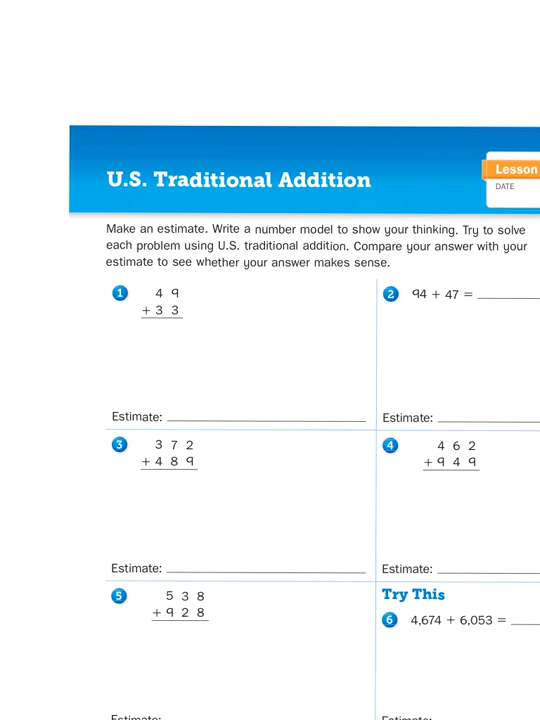 U.S. Traditional Addition
Lesson
DATE
Make an estimate. Write a number model to show your thinking. Try to solve
each problem using U.S. traditional addition. Compare your answer with your
estimate to see whether your answer makes sense.
1
4 9
+ 3 3
2 94 + 47 =
Estimate:
Estimate:
3
3 7 2
+ 4 8 9
4
4 6 2
+ 9 4 9
Estimate:
Estimate:
5
5 3 8
+ 9 2 8
Try This
6 4,674 + 6,053 =
Estimate:
Estimate: